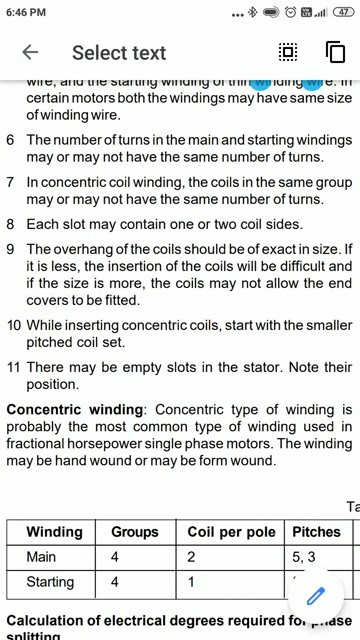 6:46 PM
47
Select text
wire, and the starting winding of thin winding wire. In
certain motors both the windings may have same size
of winding wire.
6 The number of turns in the main and starting windings
may or may not have the same number of turns.
7 In concentric coil winding, the coils in the same group
may or may not have the same number of turns.
8 Each slot may contain one or two coil sides.
9 The overhang of the coils should be of exact in size. If
it is less, the insertion of the coils will be difficult and
if the size is more, the coils may not allow the end
covers to be fitted.
10 While inserting concentric coils, start with the smaller
pitched coil set.
11 There may be empty slots in the stator. Note their
position.
Concentric winding: Concentric type of winding is
probably the most common type of winding used in
fractional horsepower single phase motors. The winding
may be hand wound or may be form wound.
Ta
Winding Groups Coil per pole Pitches
Main 4 2 5, 3
Starting 4 1
Calculation of electrical degrees required for phase
splitting